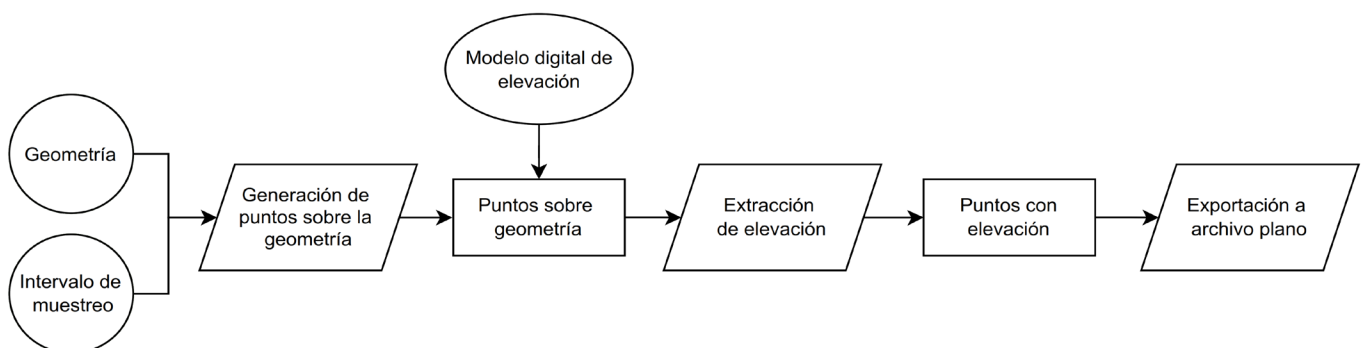 Modelo digital de
elevación
Geometría
Generación de
puntos sobre la
geometría
Puntos sobre
geometría
Extracción
de elevación
Puntos con
elevación
Exportación a
archivo plano
Intervalo de
muestreo